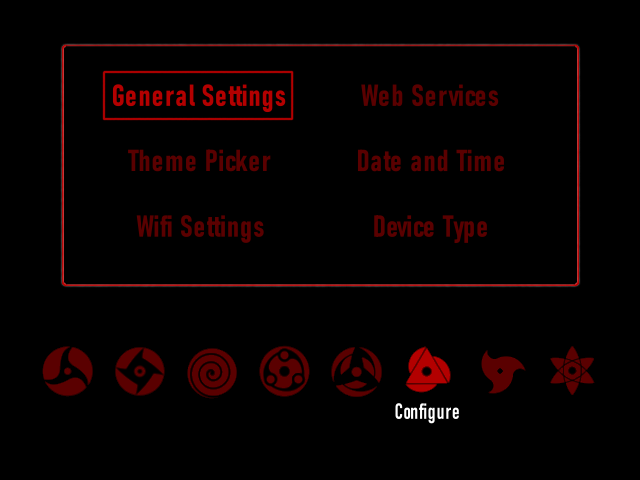 General Settings
Web Services
Theme Picker
Date and Time
Wifi Settings
Device Type
Configure